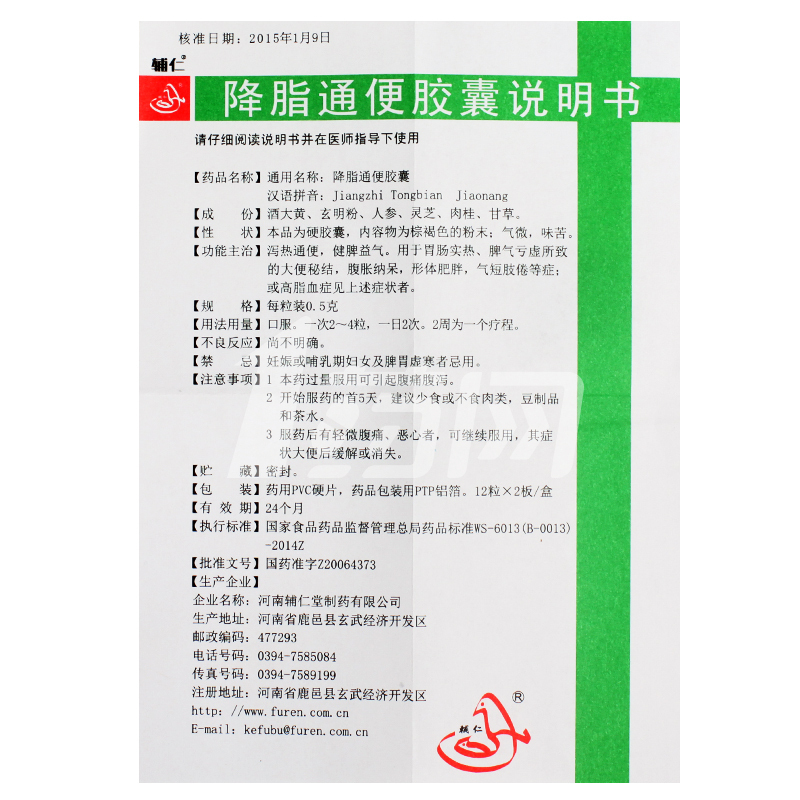 核准日期：2015年1月9日
辅仁®
降脂通便胶囊说明书
请仔细阅读说明书并在医师指导下使用
【药品名称】通用名称：降脂通便胶囊
汉语拼音：Jiangzhi Tongbian Jiaonang
【成 份】酒大黄、玄明粉、人参、灵芝、肉桂、甘草。
【性 状】本品为硬胶囊，内容物为棕褐色的粉末；气微，味苦。
【功能主治】泻热通便，健脾益气。用于胃肠实热、脾气亏虚所致
的大便秘结，腹胀纳呆，形体肥胖，气短肢倦等症；
或高脂血症见上述症状者。
【规 格】每粒装0.5克
【用法用量】口服。一次2～4粒，一日2次。2周为一个疗程。
【不良反应】尚不明确。
【禁 忌】妊娠或哺乳期妇女及脾胃虚寒者忌用。
【注意事项】1 本药过量服用可引起腹痛腹泻。
2 开始服药的首5天，建议少食或不食肉类，豆制品
和茶水。
3 服药后有轻微腹痛、恶心者，可继续服用，其症
状大便后缓解或消失。
【贮 藏】密封。
【包 装】药用PVC硬片，药品包装用PTP铝箔。12粒×2板/盒
【有 效 期】24个月
【执行标准】国家食品药品监督管理总局药品标准WS-6013(B-0013)
-2014Z
【批准文号】国药准字Z20064373
【生产企业】
企业名称：河南辅仁堂制药有限公司
生产地址：河南省鹿邑县玄武经济开发区
邮政编码：477293
电话号码：0394-7585084
传真号码：0394-7589199
注册地址：河南省鹿邑县玄武经济开发区
http: //www.furen.com.cn
E-mail: kefubu@furen.com.cn
辅仁
®